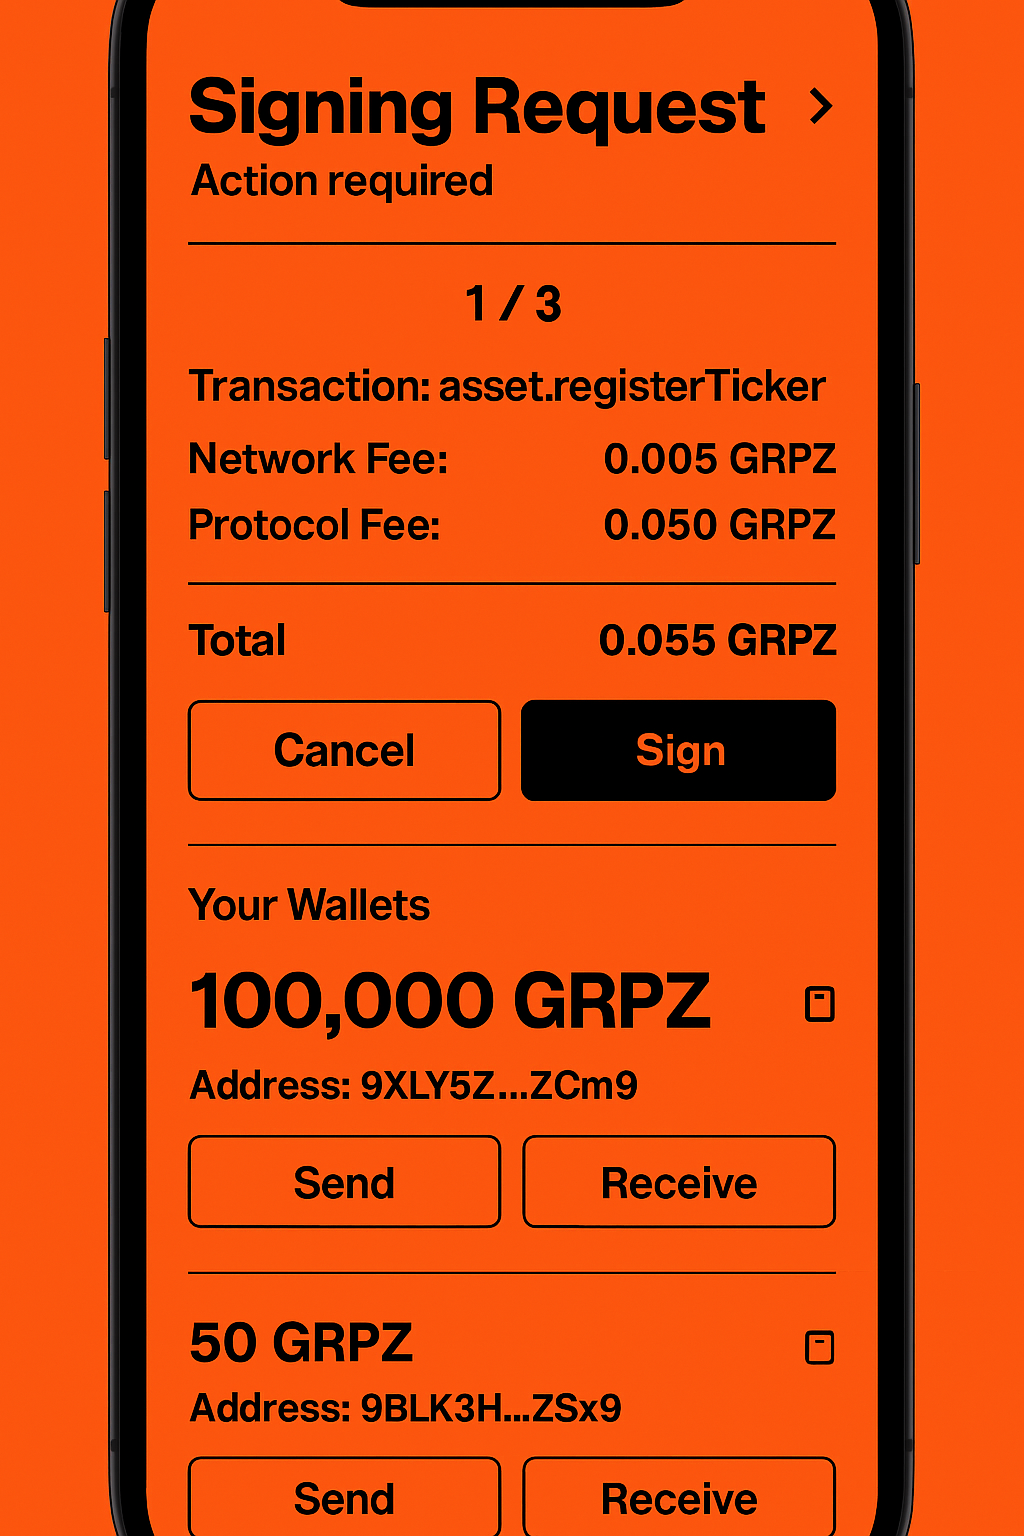 Signing Request
Action required
1 / 3
Transaction: asset.registerTicker
Network Fee: 0.005 GRPZ
Protocol Fee: 0.050 GRPZ
Total 0.055 GRPZ
Cancel Sign
Your Wallets
100,000 GRPZ
Address: 9XLY5Z...ZCm9
Send Receive
50 GRPZ
Address: 9BLK3H...ZSx9
Send Receive